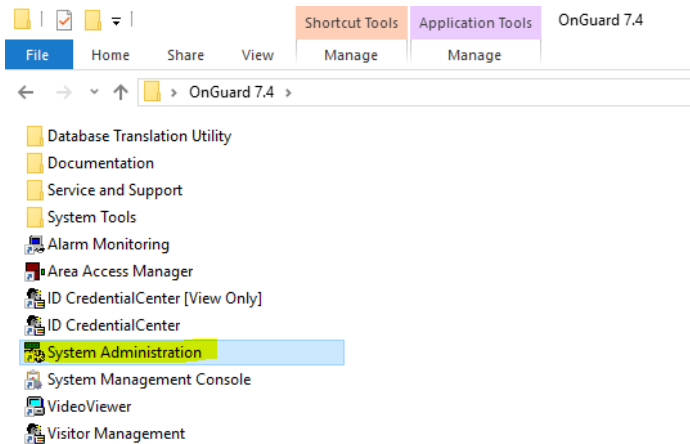 Shortcut Tools Application Tools OnGuard 7.4
File Home Share View Manage Manage
OnGuard 7.4
Database Translation Utility
Documentation
Service and Support
System Tools
Alarm Monitoring
Area Access Manager
ID CredentialCenter [View Only]
ID CredentialCenter
System Administration
System Management Console
VideoViewer
Visitor Management